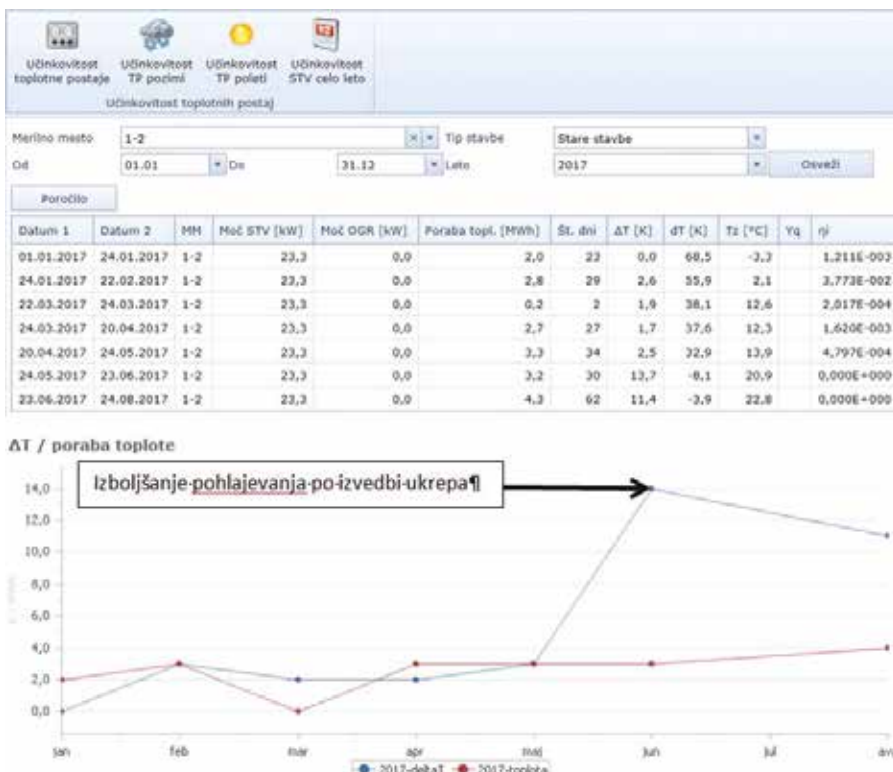 Učinkovitost toplotne postaje
Učinkovitost TP pozimi
Učinkovitost TP poleti
Učinkovitost STV celo leto
Učinkovitost toplotnih postaj
Merilno mesto 1-2 Tip stavbe Stare stavbe
Od 01.01 Do 31.12 Leto 2017 Osveži
Poročilo
Datum 1 Datum 2 MM Moč STV [kW] Moč OGR [kW] Poraba topl. [MWh] Št. dni ΔT [K] dT [K] Tz [°C] Yq ηi
01.01.2017 24.01.2017 1-2 23,3 0,0 2,0 23 0,0 68,5 -3,3 1,211E-003
24.01.2017 22.02.2017 1-2 23,3 0,0 2,8 29 2,6 55,9 2,1 3,773E-002
22.03.2017 24.03.2017 1-2 23,3 0,0 0,2 2 1,9 38,1 12,6 2,017E-004
24.03.2017 20.04.2017 1-2 23,3 0,0 2,7 27 1,7 37,6 12,3 1,620E-003
20.04.2017 24.05.2017 1-2 23,3 0,0 3,3 34 2,5 32,9 13,9 4,797E-004
24.05.2017 23.06.2017 1-2 23,3 0,0 3,2 30 13,7 -8,1 20,9 0,000E+000
23.06.2017 24.08.2017 1-2 23,3 0,0 4,3 62 11,4 -3,9 22,8 0,000E+000
ΔT / poraba toplote
Izboljšanje·pohlajevanja·po·izvedbi·ukrepa¶
14,0
12,0
10,0
8,0
6,0
4,0
2,0
0,0
jan feb mar apr maj jun jul av
2017-deltaT 2017-toplota